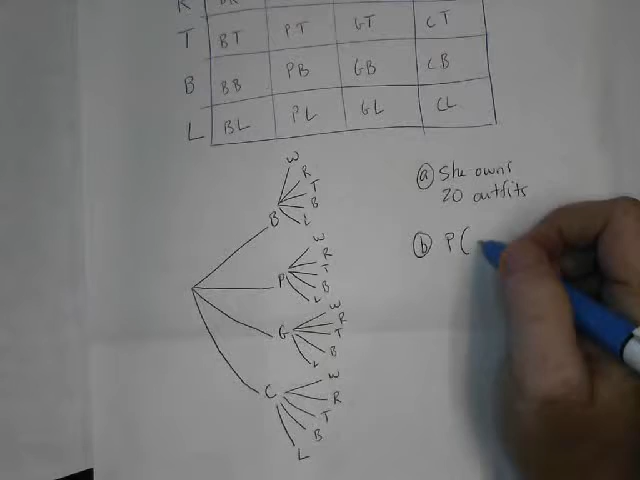 R
T BT PT GT CT
B BB PB GB CB
L BL PL GL CL
W
R
T
B
L
B
W
R
T
B
L
P
W
R
T
B
L
G
W
R
T
B
L
C
ⓐ She owns
20 outfits
ⓑ P(